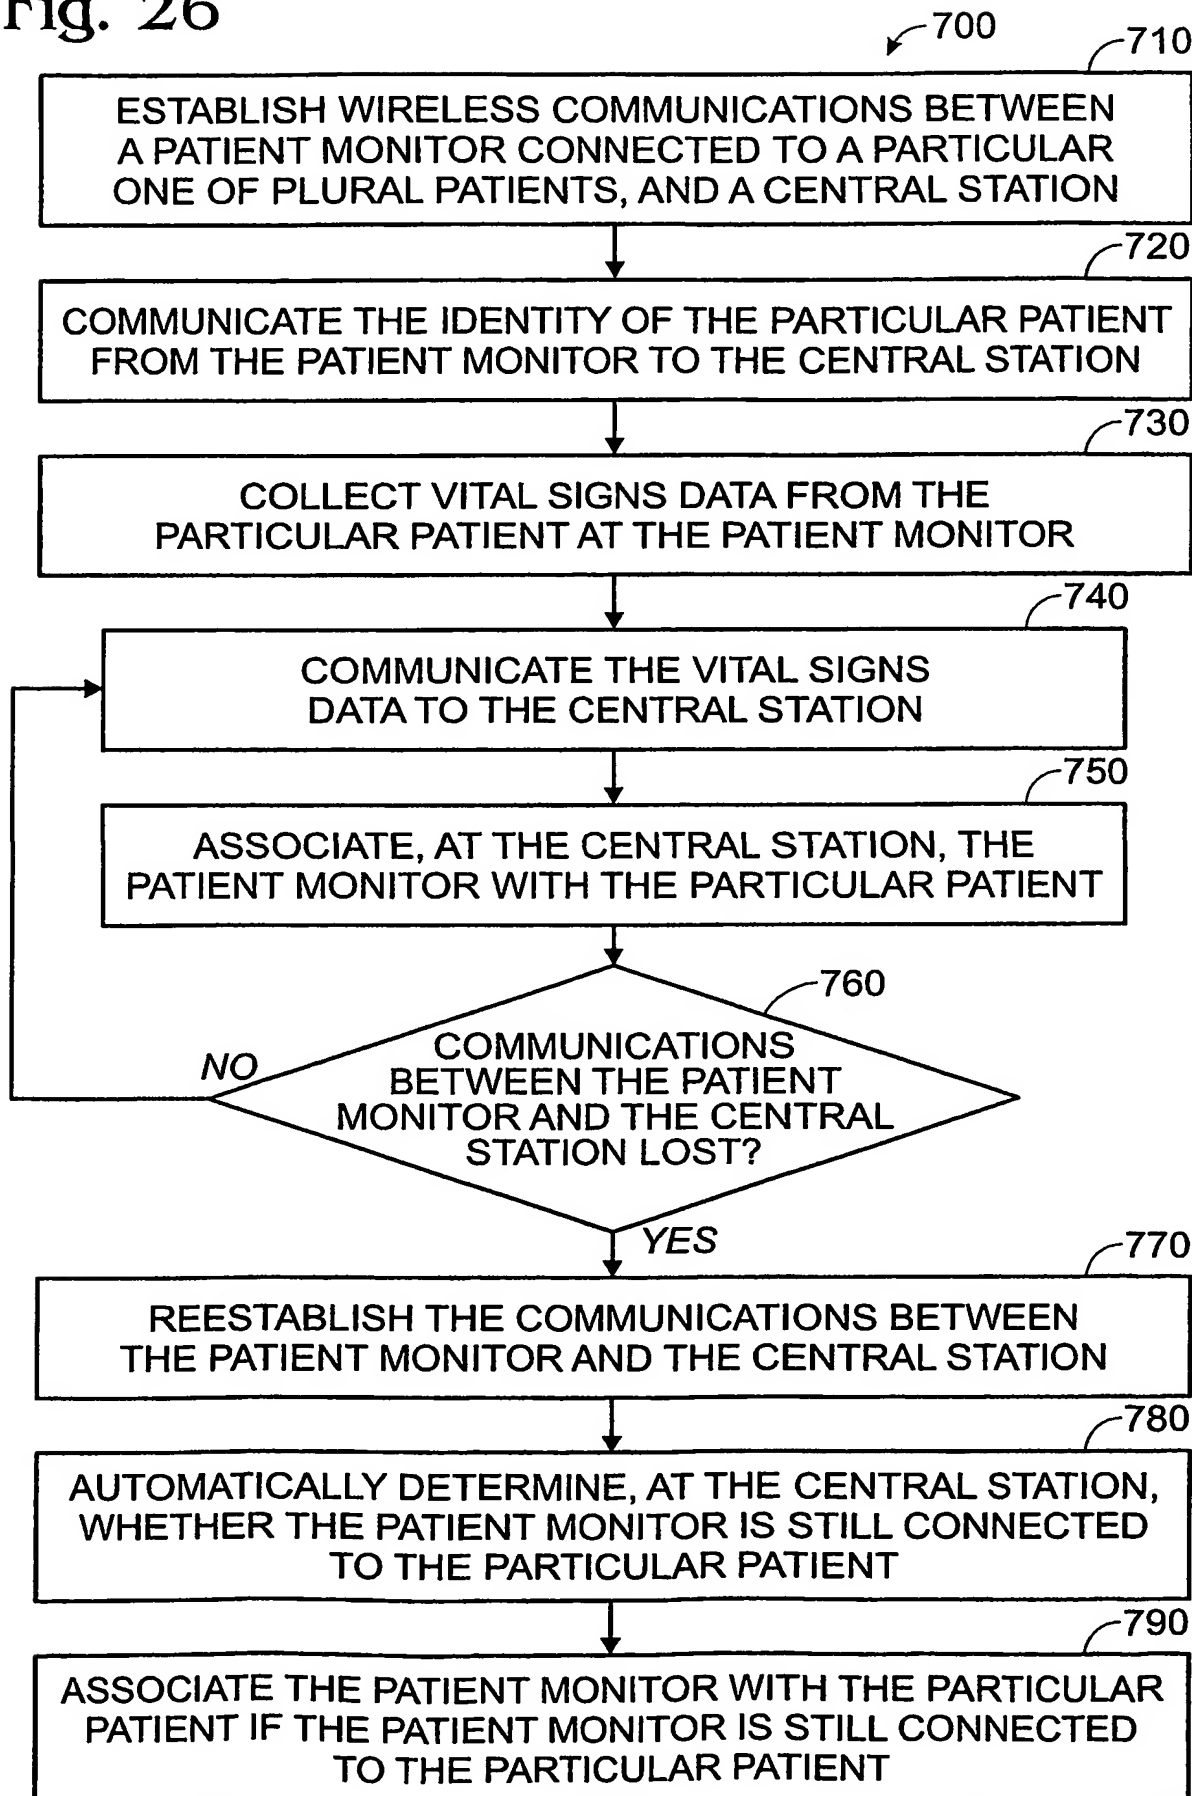 Fig. 26
700
710
ESTABLISH WIRELESS COMMUNICATIONS BETWEEN
A PATIENT MONITOR CONNECTED TO A PARTICULAR
ONE OF PLURAL PATIENTS, AND A CENTRAL STATION
720
COMMUNICATE THE IDENTITY OF THE PARTICULAR PATIENT
FROM THE PATIENT MONITOR TO THE CENTRAL STATION
730
COLLECT VITAL SIGNS DATA FROM THE
PARTICULAR PATIENT AT THE PATIENT MONITOR
740
COMMUNICATE THE VITAL SIGNS
DATA TO THE CENTRAL STATION
750
ASSOCIATE, AT THE CENTRAL STATION, THE
PATIENT MONITOR WITH THE PARTICULAR PATIENT
760
COMMUNICATIONS
BETWEEN THE PATIENT
MONITOR AND THE CENTRAL
STATION LOST?
NO
YES
770
REESTABLISH THE COMMUNICATIONS BETWEEN
THE PATIENT MONITOR AND THE CENTRAL STATION
780
AUTOMATICALLY DETERMINE, AT THE CENTRAL STATION,
WHETHER THE PATIENT MONITOR IS STILL CONNECTED
TO THE PARTICULAR PATIENT
790
ASSOCIATE THE PATIENT MONITOR WITH THE PARTICULAR
PATIENT IF THE PATIENT MONITOR IS STILL CONNECTED
TO THE PARTICULAR PATIENT